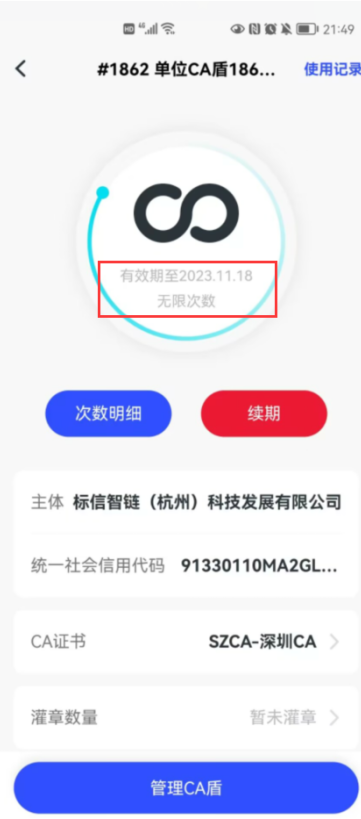 HD 21:49
#1862 单位CA盾186... 使用记录
有效期至2023.11.18
无限次数
次数明细 续期
主体 标信智链（杭州）科技发展有限公司
统一社会信用代码 91330110MA2GL...
CA证书 SZCA-深圳CA
灌章数量 暂未灌章
管理CA盾